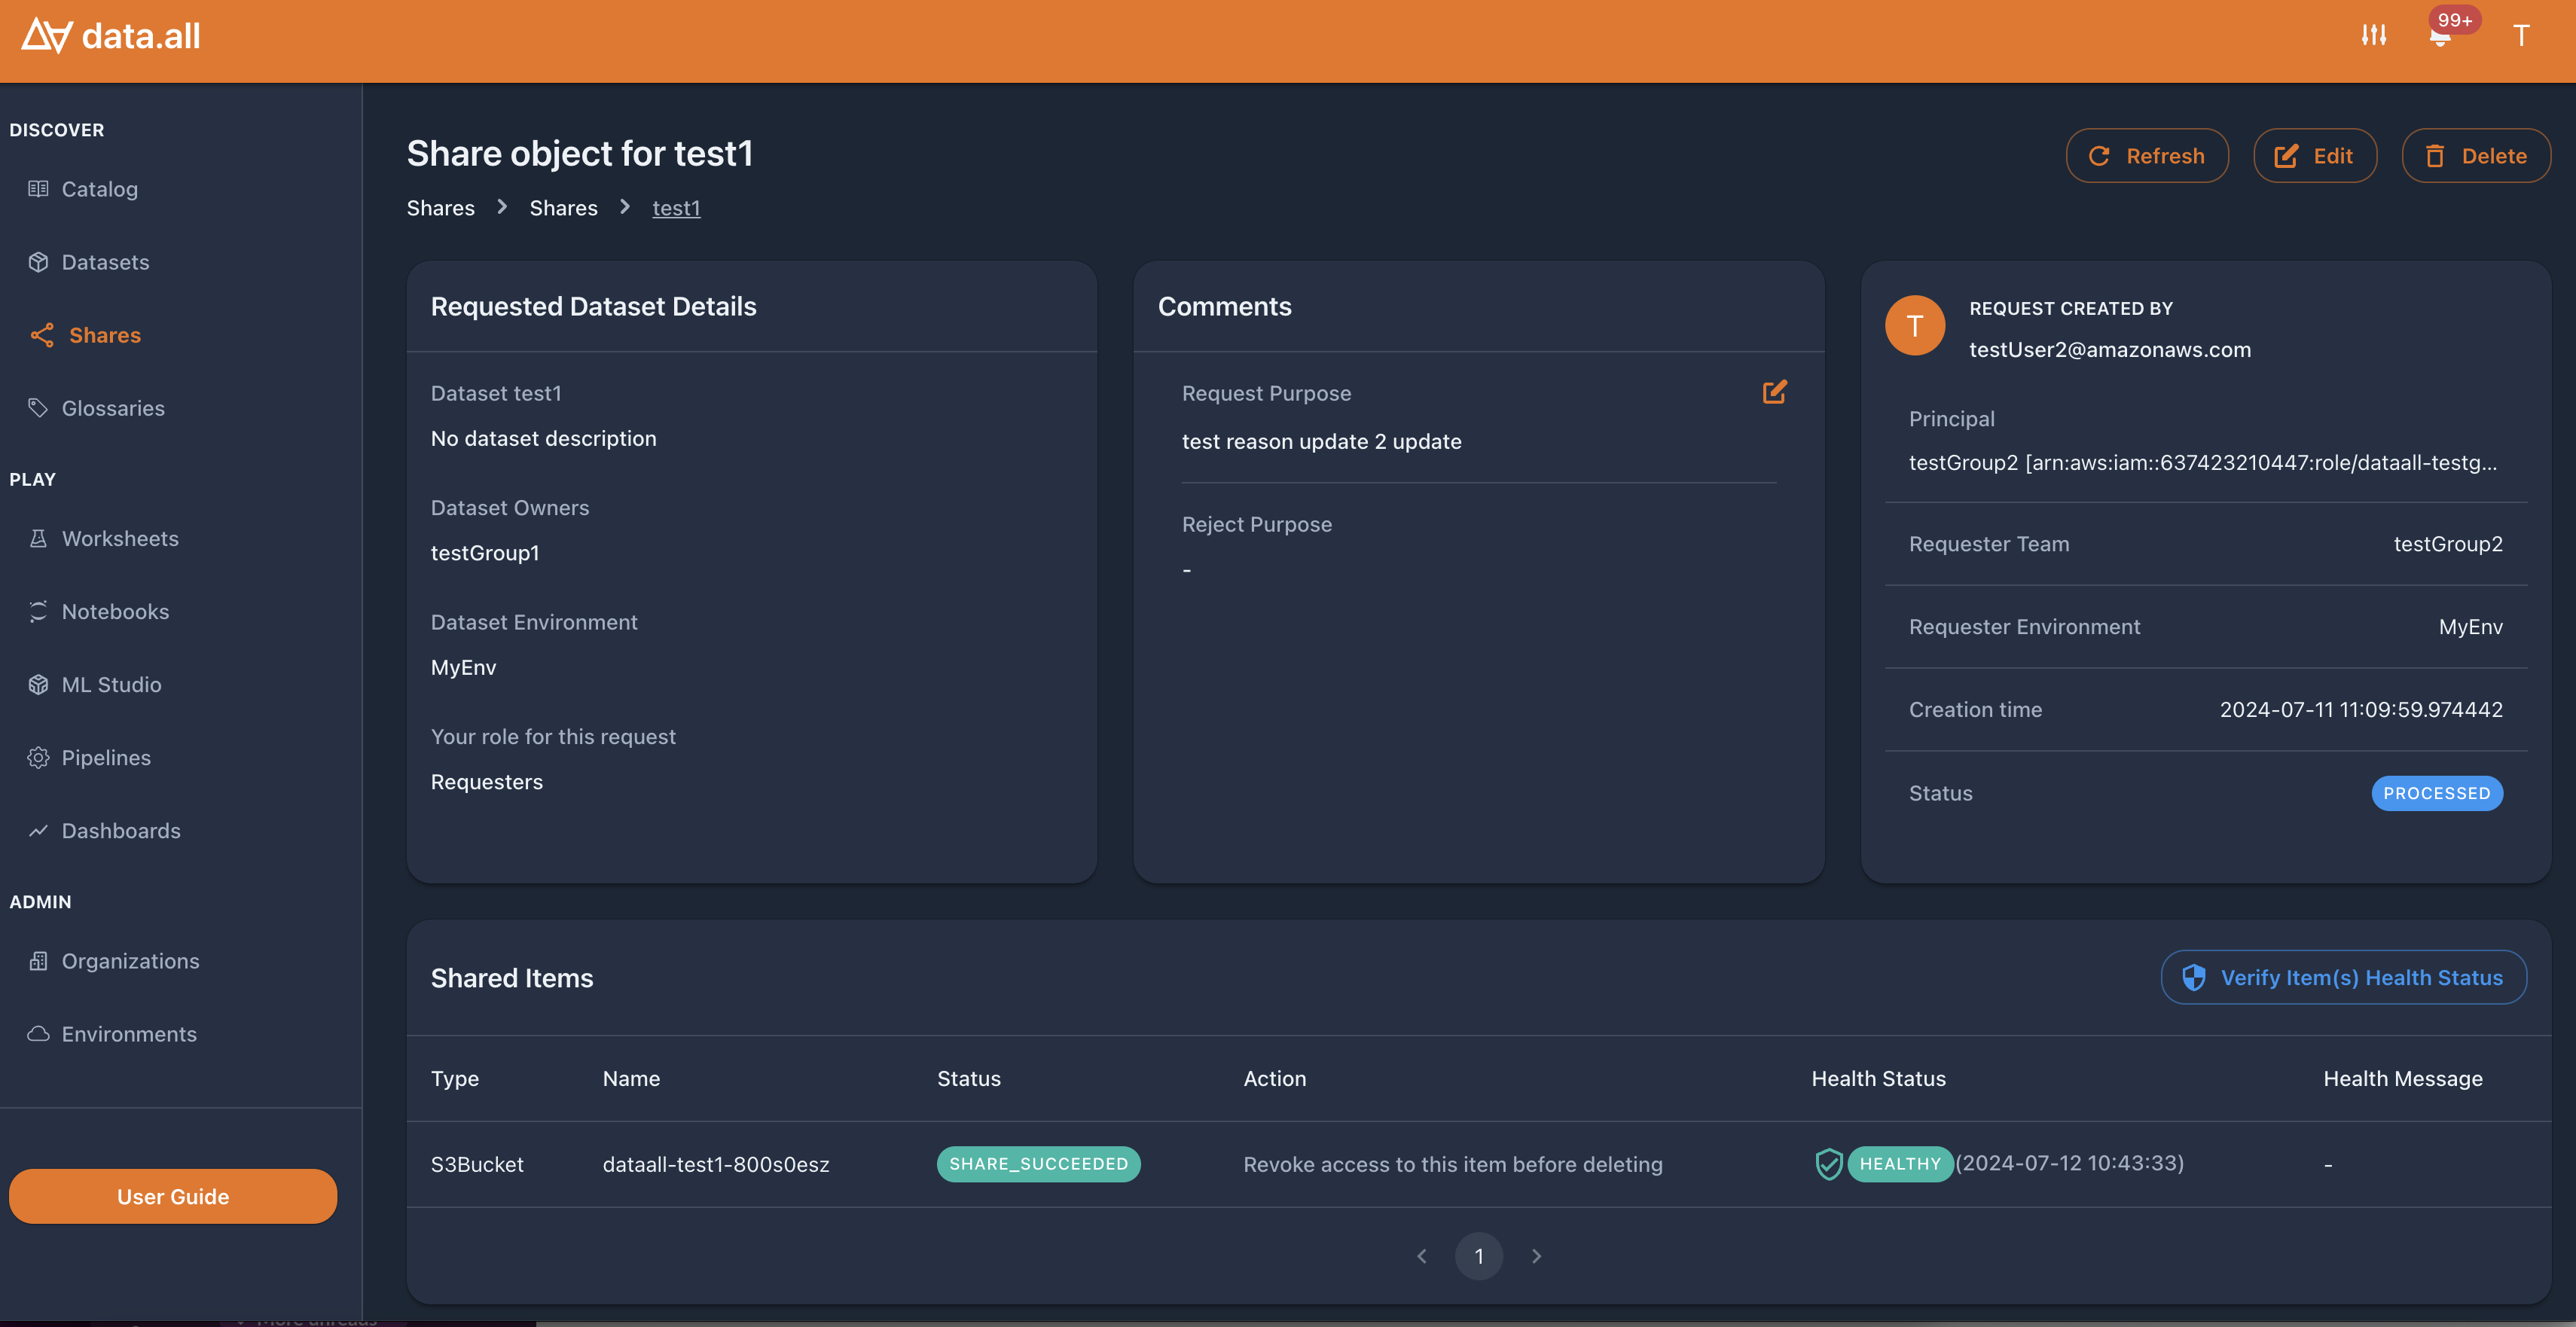 data.all
99+
T
DISCOVER
Catalog
Datasets
Shares
Glossaries
PLAY
Worksheets
Notebooks
ML Studio
Pipelines
Dashboards
ADMIN
Organizations
Environments
User Guide
Share object for test1
Shares > Shares > test1
Refresh
Edit
Delete
Requested Dataset Details
Dataset test1
No dataset description
Dataset Owners
testGroup1
Dataset Environment
MyEnv
Your role for this request
Requesters
Comments
Request Purpose
test reason update 2 update
Reject Purpose
-
T
REQUEST CREATED BY
testUser2@amazonaws.com
Principal
testGroup2 [arn:aws:iam::637423210447:role/dataall-testg...
Requester Team testGroup2
Requester Environment MyEnv
Creation time 2024-07-11 11:09:59.974442
Status PROCESSED
Shared Items
Verify Item(s) Health Status
Type Name Status Action Health Status Health Message
S3Bucket dataall-test1-800s0esz SHARE_SUCCEEDED Revoke access to this item before deleting HEALTHY (2024-07-12 10:43:33) -
1